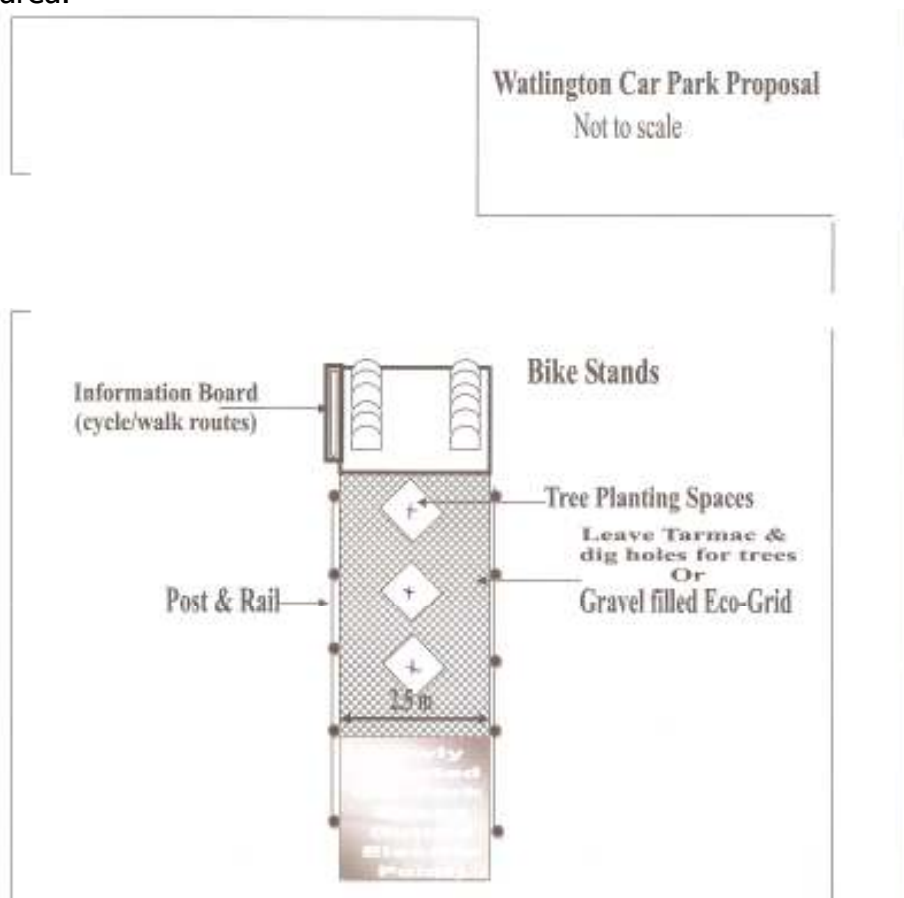 area.
Watlington Car Park Proposal
Not to scale
Bike Stands
Information Board
(cycle/walk routes)
Tree Planting Spaces
Leave Tarmac &
dig holes for trees
Or
Gravel filled Eco-Grid
Post & Rail
2.5 m